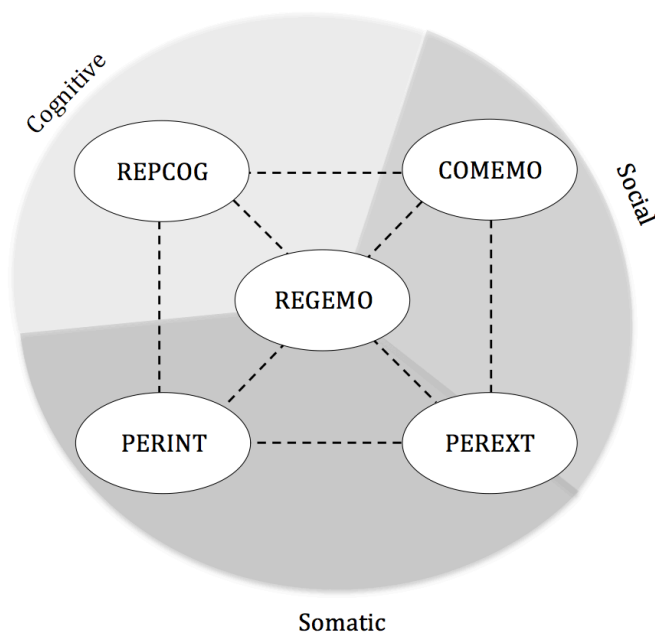 Cognitive
REPCOG
COMEMO
Social
REGEMO
PERINT
PEREXT
Somatic